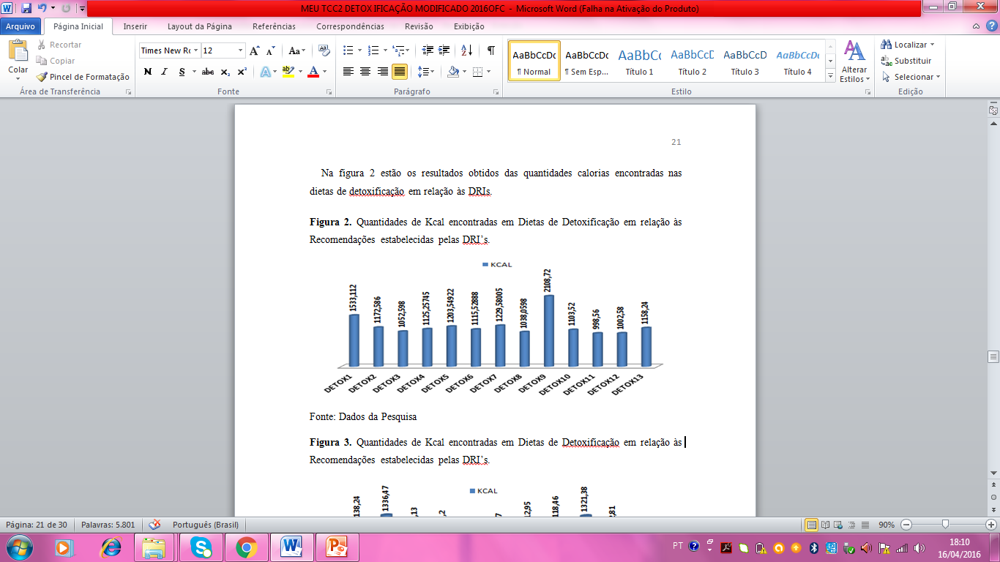 MEU TCC2 DETOX IFICAÇÃO MODIFICADO 2016OFC - Microsoft Word (Falha na Ativação do Produto)
Arquivo Página Inicial Inserir Layout da Página Referências Correspondências Revisão Exibição
Colar
Recortar
Copiar
Pincel de Formatação
Área de Transferência
Times New Ro 12
N I S abc x₂ x²
Fonte
Parágrafo
AaBbCcDc AaBbCcDc AaBbC AaBbCcD AaBbCcD AaBbCcDc
¶ Normal ¶ Sem Esp... Título 1 Título 2 Título 3 Título 4
Alterar
Estilos
Estilo
Localizar
Substituir
Selecionar
Edição
21
Na figura 2 estão os resultados obtidos das quantidades calorias encontradas nas
dietas de detoxificação em relação às DRIs.
Figura 2. Quantidades de Kcal encontradas em Dietas de Detoxificação em relação às
Recomendações estabelecidas pelas DRI’s.
KCAL
1533,112
1172,586
1052,598
1125,25745
1203,54922
1115,52888
1229,58005
1038,0598
2108,72
1103,52
998,56
1002,58
1158,24
DETOX1
DETOX2
DETOX3
DETOX4
DETOX5
DETOX6
DETOX7
DETOX8
DETOX9
DETOX10
DETOX11
DETOX12
DETOX13
Fonte: Dados da Pesquisa
Figura 3. Quantidades de Kcal encontradas em Dietas de Detoxificação em relação às
Recomendações estabelecidas pelas DRI’s.
KCAL
138,24
1336,47
,13
,2
7
12,95
118,46
1321,38
,81
Página: 21 de 30 Palavras: 5.801 Português (Brasil) 90%
PT
18:10
16/04/2016